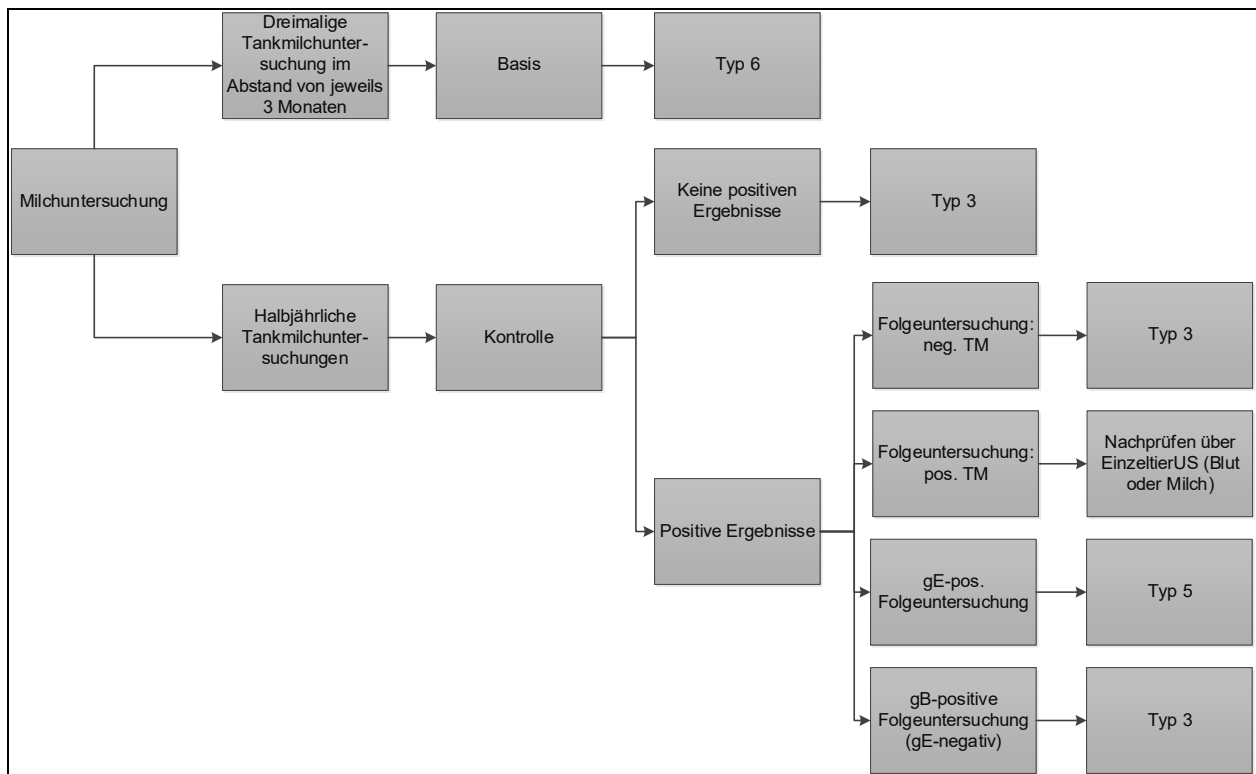 Dreimalige
Tankmilchunter-
suchung im
Abstand von jeweils
3 Monaten
Basis
Typ 6
Milchuntersuchung
Keine positiven
Ergebnisse
Typ 3
Halbjährliche
Tankmilchunter-
suchungen
Kontrolle
Folgeuntersuchung:
neg. TM
Typ 3
Folgeuntersuchung:
pos. TM
Nachprüfen über
EinzeltierUS (Blut
oder Milch)
Positive Ergebnisse
gE-pos.
Folgeuntersuchung
Typ 5
gB-positive
Folgeuntersuchung
(gE-negativ)
Typ 3